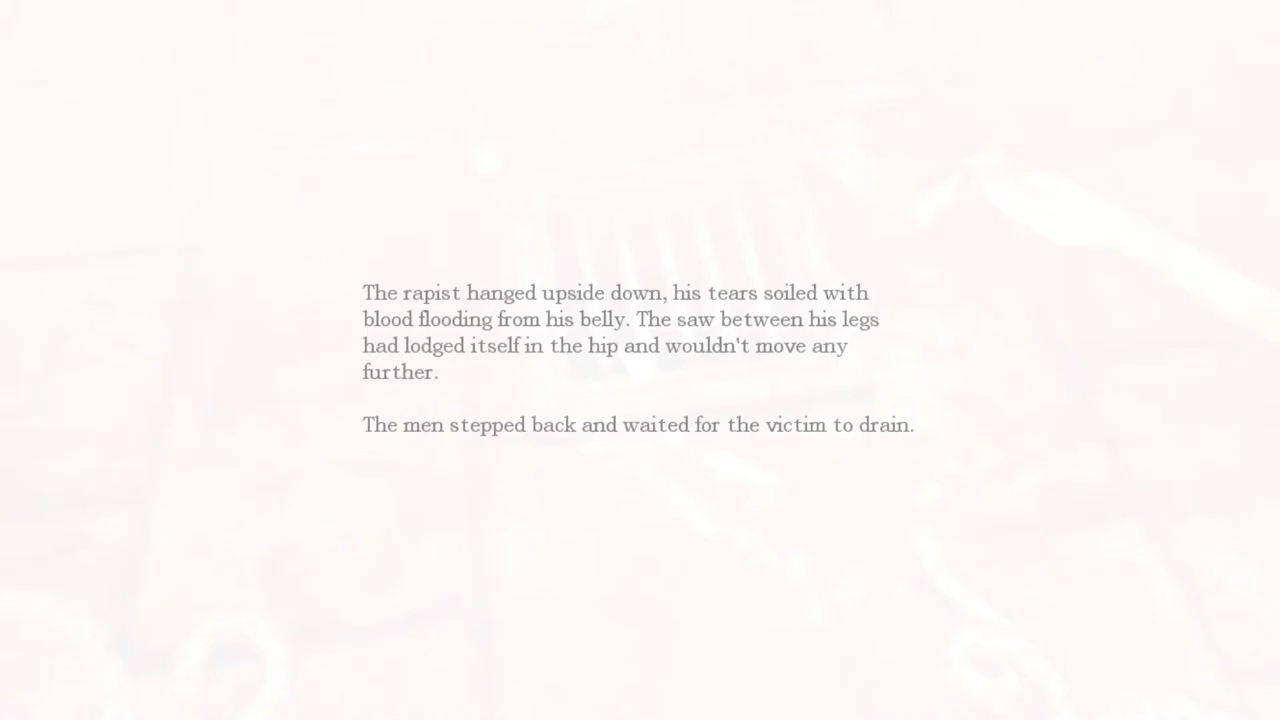 The rapist hanged upside down, his tears soiled with
blood flooding from his belly. The saw between his legs
had lodged itself in the hip and wouldn't move any
further.
The men stepped back and waited for the victim to drain.